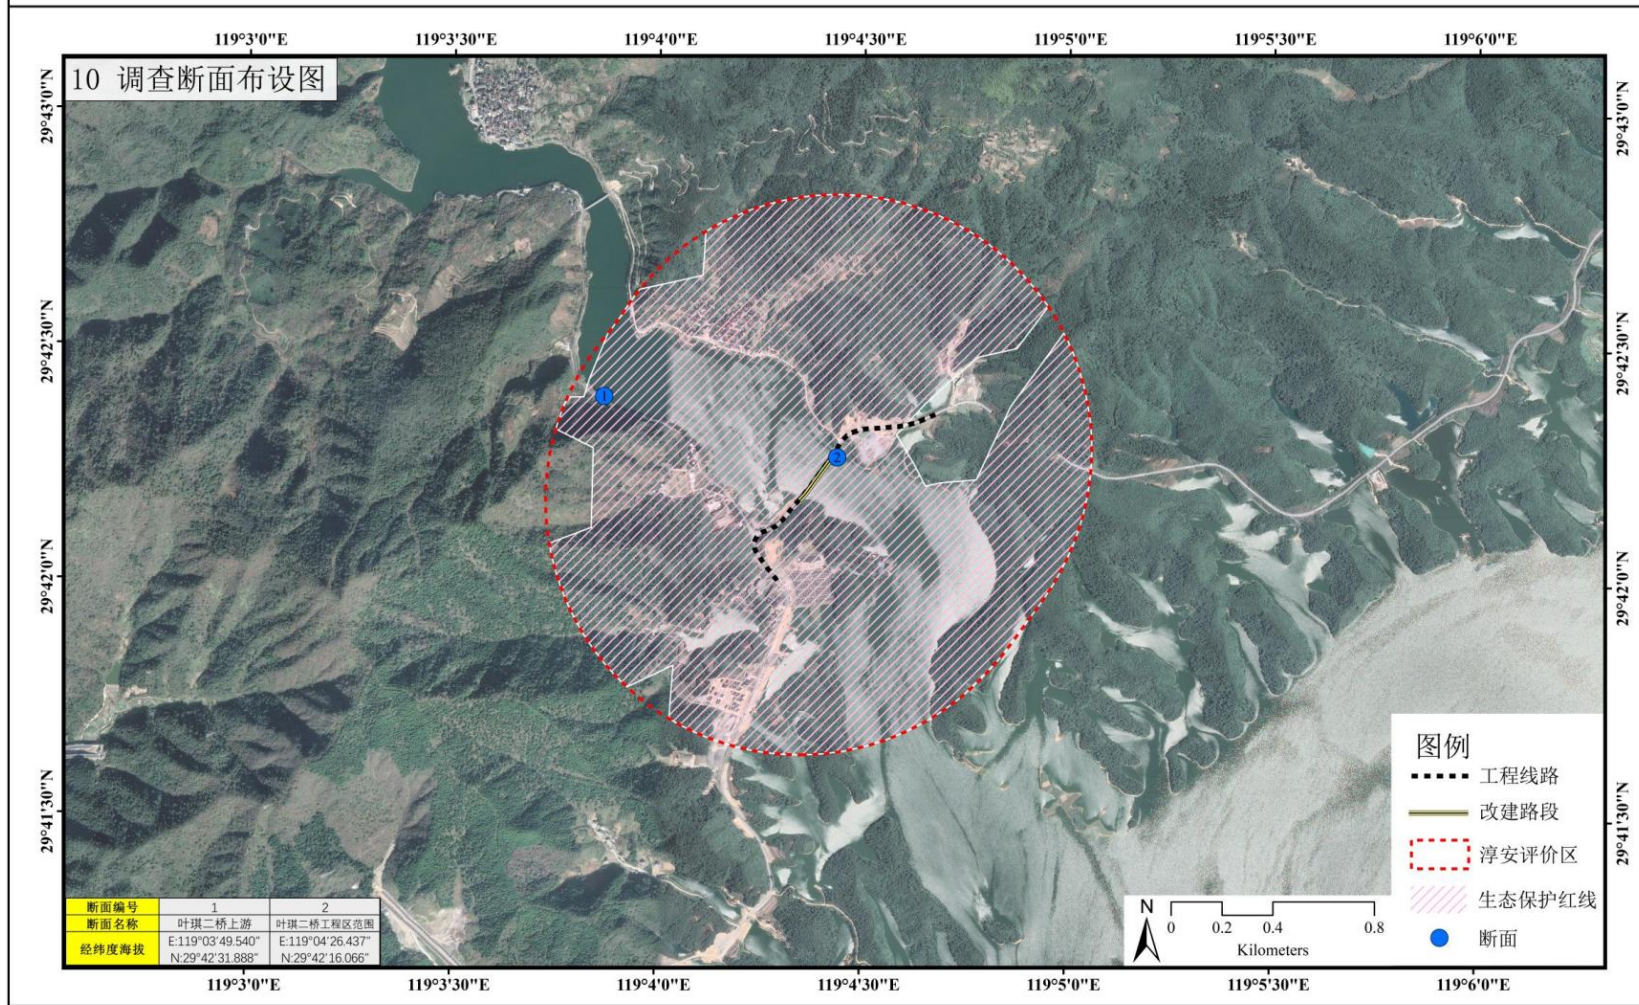 119°3'0"E 119°3'30"E 119°4'0"E 119°4'30"E 119°5'0"E 119°5'30"E 119°6'0"E
10 调查断面布设图
29°43'0"N
29°43'0"N
29°42'30"N
29°42'30"N
1
2
29°42'0"N
29°42'0"N
29°41'30"N
29°41'30"N
图例
工程线路
改建路段
淳安评价区
生态保护红线
断面
N
0 0.2 0.4 0.8
Kilometers
断面编号 1 2
断面名称 叶琪二桥上游 叶琪二桥工程区范围
经纬度海拔 E:119°03'49.540" E:119°04'26.437"
N:29°42'31.888" N:29°42'16.066"
119°3'0"E 119°3'30"E 119°4'0"E 119°4'30"E 119°5'0"E 119°5'30"E 119°6'0"E